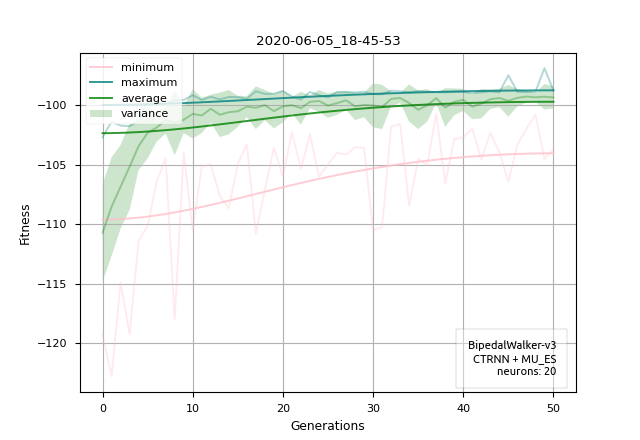 2020-06-05_18-45-53
minimum
maximum
average
variance
−100
−105
−110
−115
−120
Fitness
BipedalWalker-v3
CTRNN + MU_ES
neurons: 20
0 10 20 30 40 50
Generations